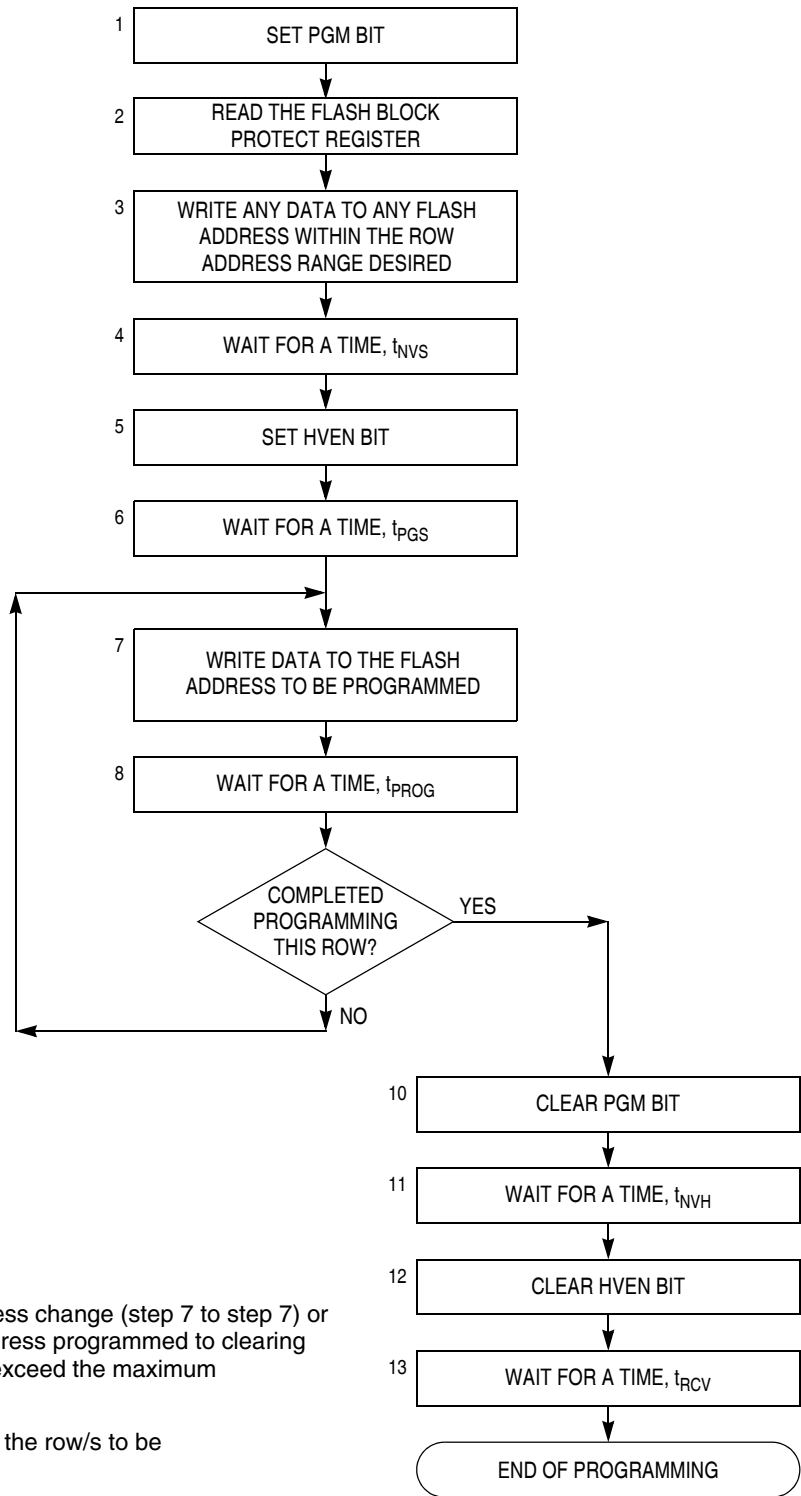 1
SET PGM BIT
2
READ THE FLASH BLOCK
PROTECT REGISTER
3
WRITE ANY DATA TO ANY FLASH
ADDRESS WITHIN THE ROW
ADDRESS RANGE DESIRED
4
WAIT FOR A TIME, tNVS
5
SET HVEN BIT
6
WAIT FOR A TIME, tPGS
7
WRITE DATA TO THE FLASH
ADDRESS TO BE PROGRAMMED
8
WAIT FOR A TIME, tPROG
COMPLETED
PROGRAMMING
THIS ROW?
YES
NO
10
CLEAR PGM BIT
11
WAIT FOR A TIME, tNVH
12
CLEAR HVEN BIT
13
WAIT FOR A TIME, tRCV
END OF PROGRAMMING
ess change (step 7 to step 7) or
ress programmed to clearing
exceed the maximum
the row/s to be